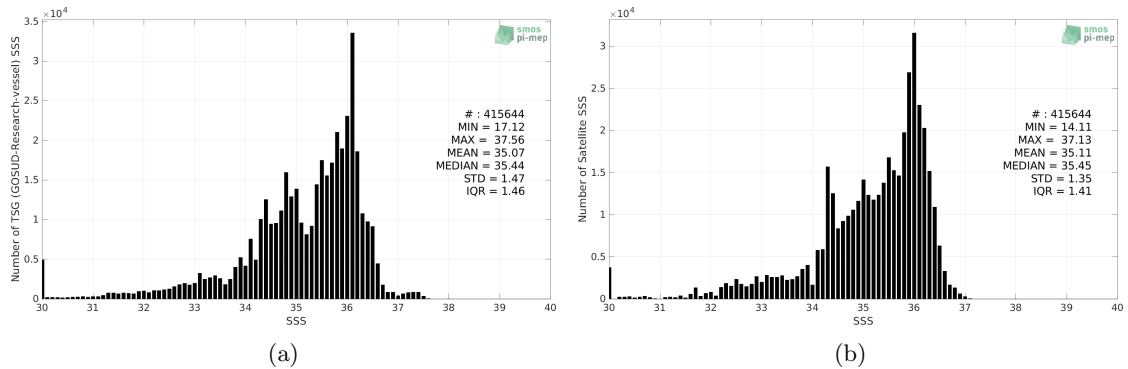 ×10⁴
3.5
3
2.5
2
1.5
1
0.5
0
Number of TSG (GOSUD-Research-vessel) SSS
smos
pi-mep
# : 415644
MIN = 17.12
MAX = 37.56
MEAN = 35.07
MEDIAN = 35.44
STD = 1.47
IQR = 1.46
30 31 32 33 34 35 36 37 38 39 40
SSS
(a)
×10⁴
3
2.5
2
1.5
1
0.5
0
Number of Satellite SSS
smos
pi-mep
# : 415644
MIN = 14.11
MAX = 37.13
MEAN = 35.11
MEDIAN = 35.45
STD = 1.35
IQR = 1.41
30 31 32 33 34 35 36 37 38 39 40
SSS
(b)